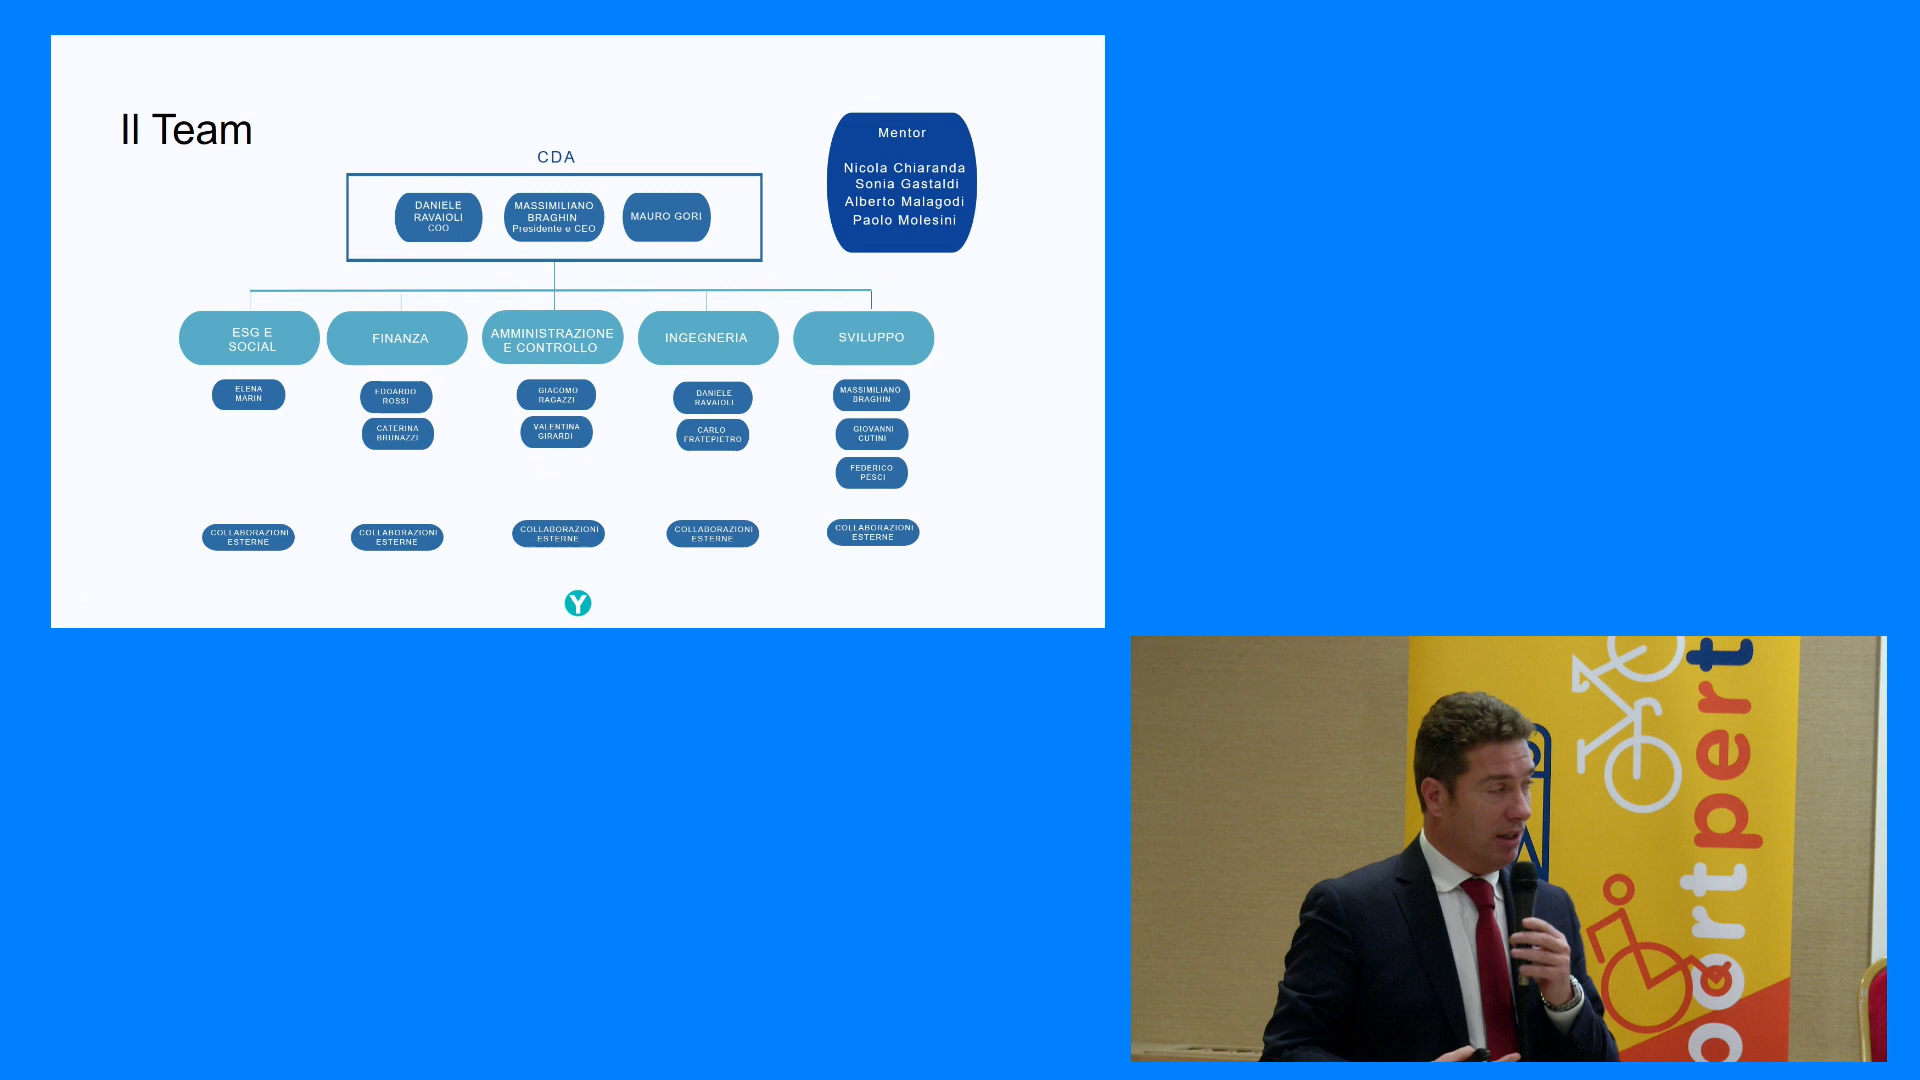 Il Team
CDA
DANIELE
RAVAIOLI
COO
MASSIMILIANO
BRAGHIN
Presidente e CEO
MAURO GORI
Mentor
Nicola Chiaranda
Sonia Gastaldi
Alberto Malagodi
Paolo Molesini
ESG E
SOCIAL
FINANZA
AMMINISTRAZIONE
E CONTROLLO
INGEGNERIA
SVILUPPO
ELENA
MARIN
EDOARDO
ROSSI
CATERINA
BRUNAZZI
GIACOMO
RAGAZZI
VALENTINA
GIRARDI
DANIELE
RAVAIOLI
CARLO
FRATEPIETRO
MASSIMILIANO
BRAGHIN
GIOVANNI
CUTINI
FEDERICO
PESCI
COLLABORAZIONI
ESTERNE
COLLABORAZIONI
ESTERNE
COLLABORAZIONI
ESTERNE
COLLABORAZIONI
ESTERNE
COLLABORAZIONI
ESTERNE
Y
portpert